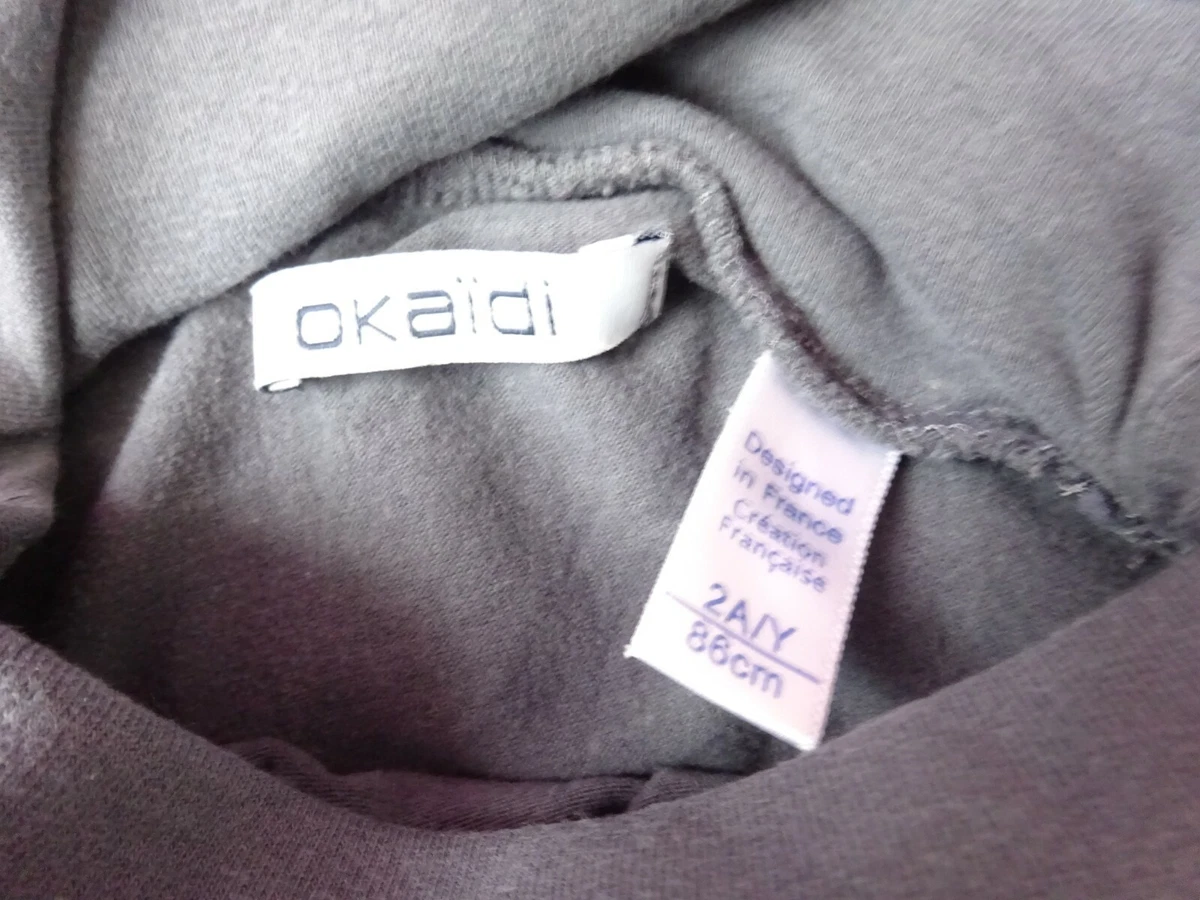 okaïdi
Designed
in France
Création
Française
2A/Y
86cm